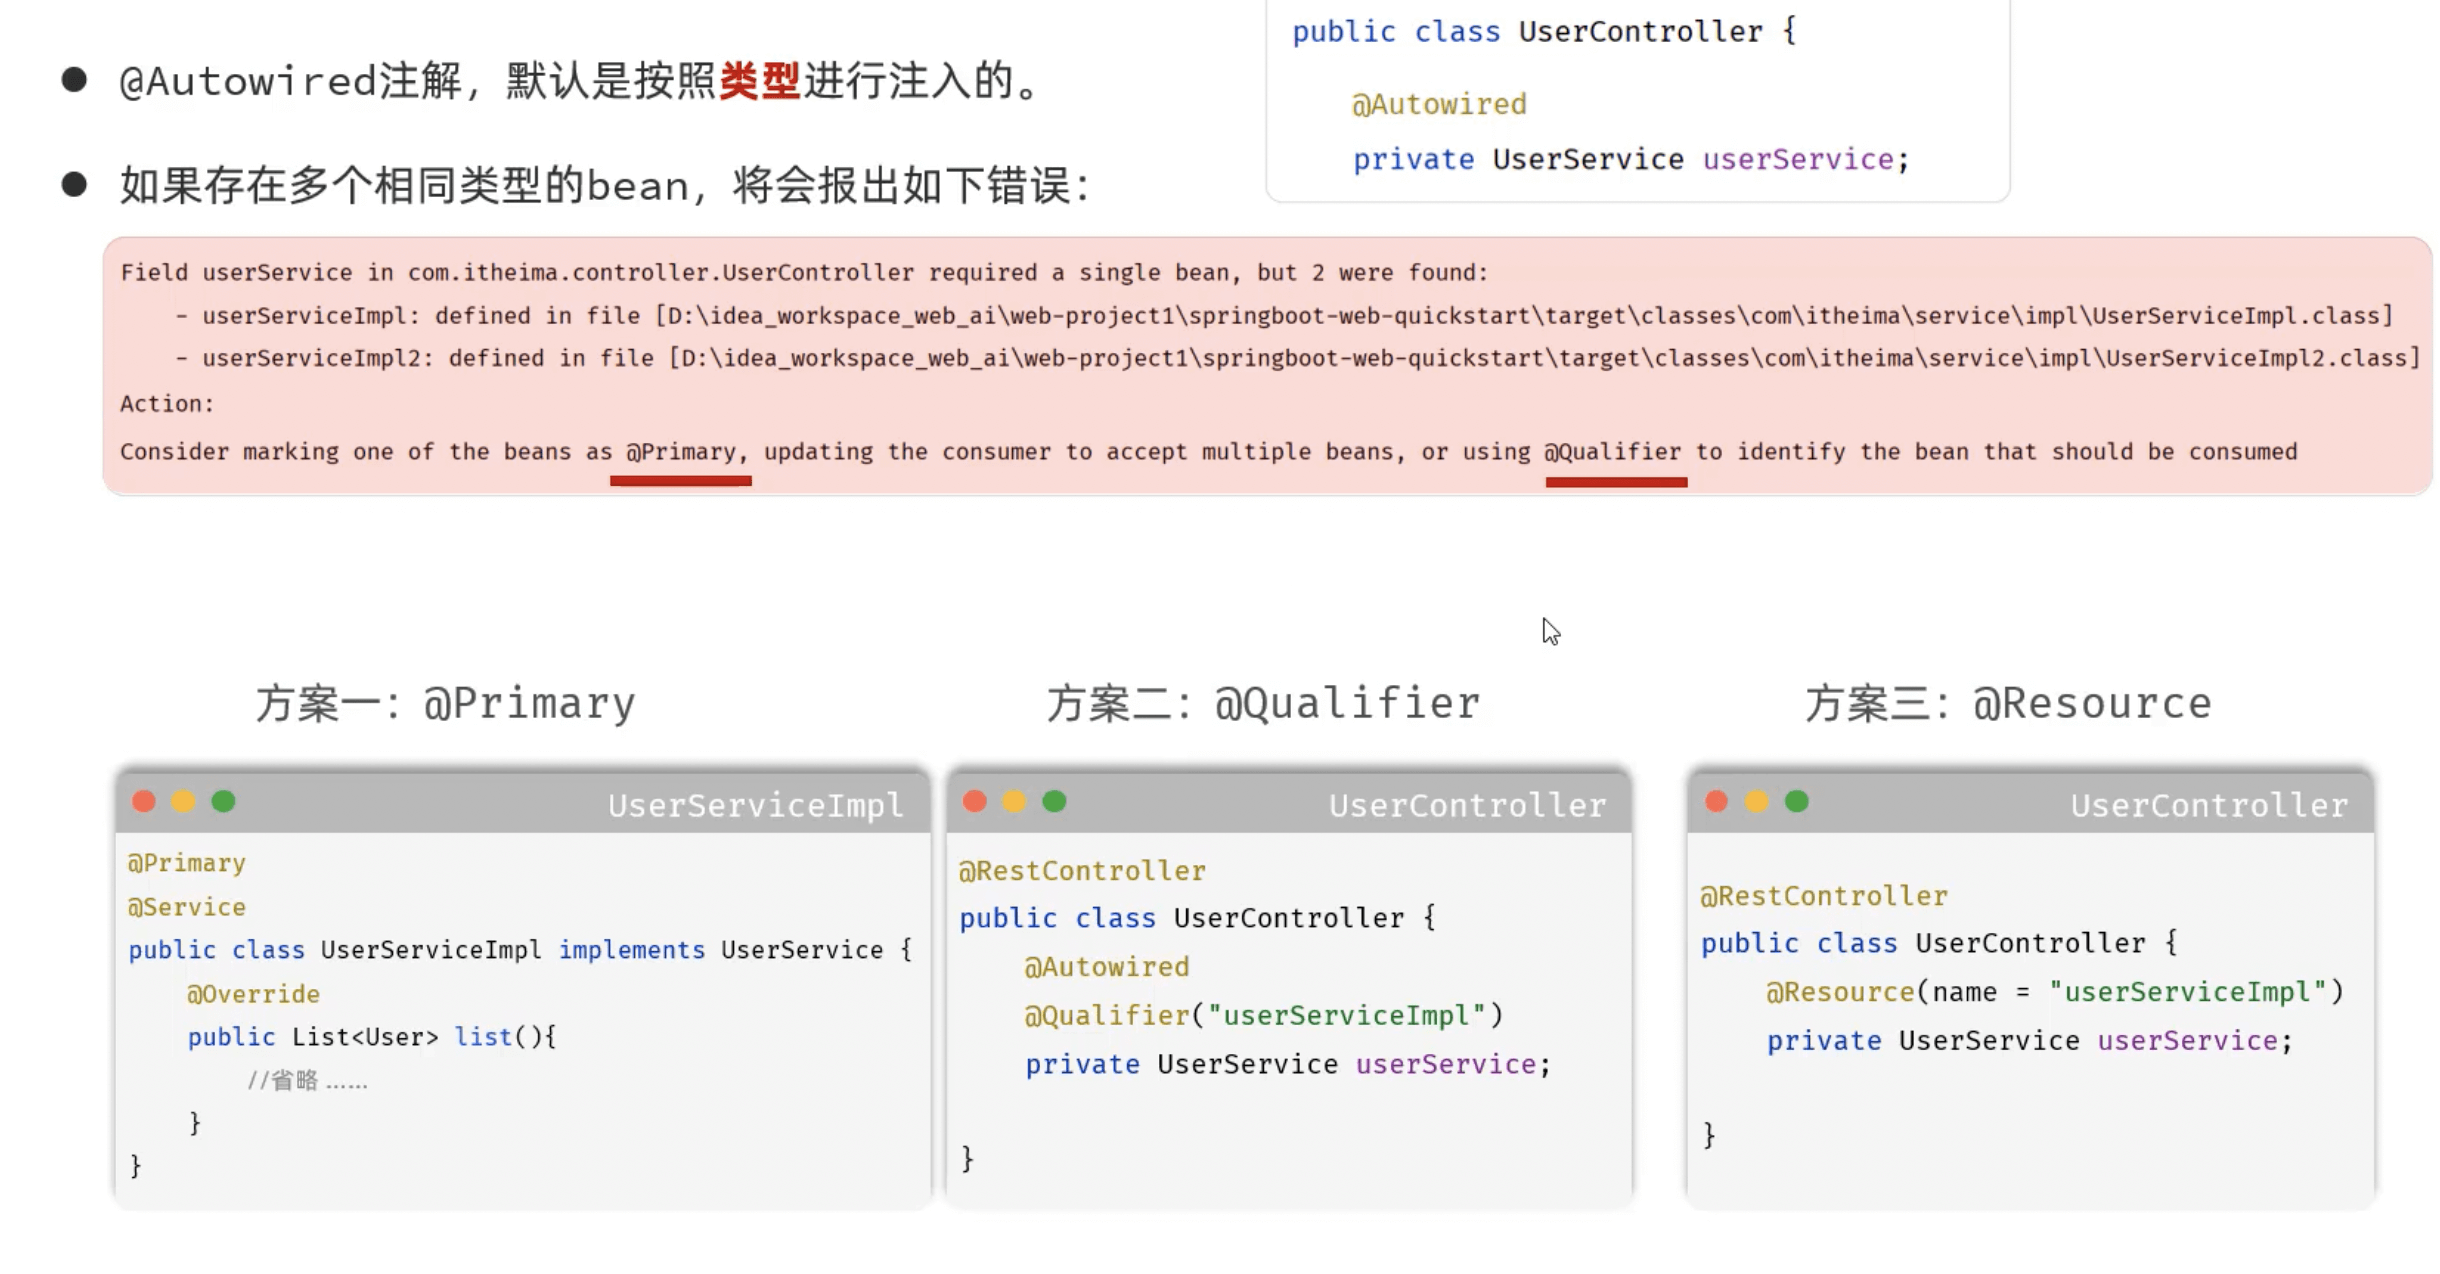 ● @Autowired注解，默认是按照类型进行注入的。
● 如果存在多个相同类型的bean，将会报出如下错误：
public class UserController {
@Autowired
private UserService userService;
Field userService in com.itheima.controller.UserController required a single bean, but 2 were found:
- userServiceImpl: defined in file [D:\idea_workspace_web_ai\web-project1\springboot-web-quickstart\target\classes\com\itheima\service\impl\UserServiceImpl.class]
- userServiceImpl2: defined in file [D:\idea_workspace_web_ai\web-project1\springboot-web-quickstart\target\classes\com\itheima\service\impl\UserServiceImpl2.class]
Action:
Consider marking one of the beans as @Primary, updating the consumer to accept multiple beans, or using @Qualifier to identify the bean that should be consumed
方案一：@Primary
UserServiceImpl
@Primary
@Service
public class UserServiceImpl implements UserService {
@Override
public List<User> list(){
//省略 ......
}
}
方案二：@Qualifier
UserController
@RestController
public class UserController {
@Autowired
@Qualifier("userServiceImpl")
private UserService userService;
}
方案三：@Resource
UserController
@RestController
public class UserController {
@Resource(name = "userServiceImpl")
private UserService userService;
}